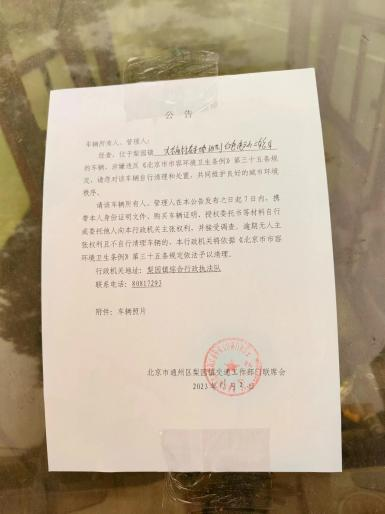 公 告
车辆所有人、管理人：
经查，位于梨园镇
的车辆，涉嫌违反《北京市市容环境卫生条例》第三十五条规
定，请您对该车辆自行清理和处置，共同维护良好的城市环境
秩序。
请该车辆所有人、管理人在本公告发布之日起7日内，携
带本人身份证明文件、购买车辆证明、授权委托书等材料自行
或委托他人向本行政机关主张权利，并接受调查。逾期无人主
张权利且不自行清理车辆的，本行政机关将依据《北京市市容
环境卫生条例》第三十五条规定依法予以清理。
行政机关地址：梨园镇综合行政执法队
联系电话：80817293
附件：车辆照片
北京市通州区梨园镇交通工作部门联席会
2023年 月 日